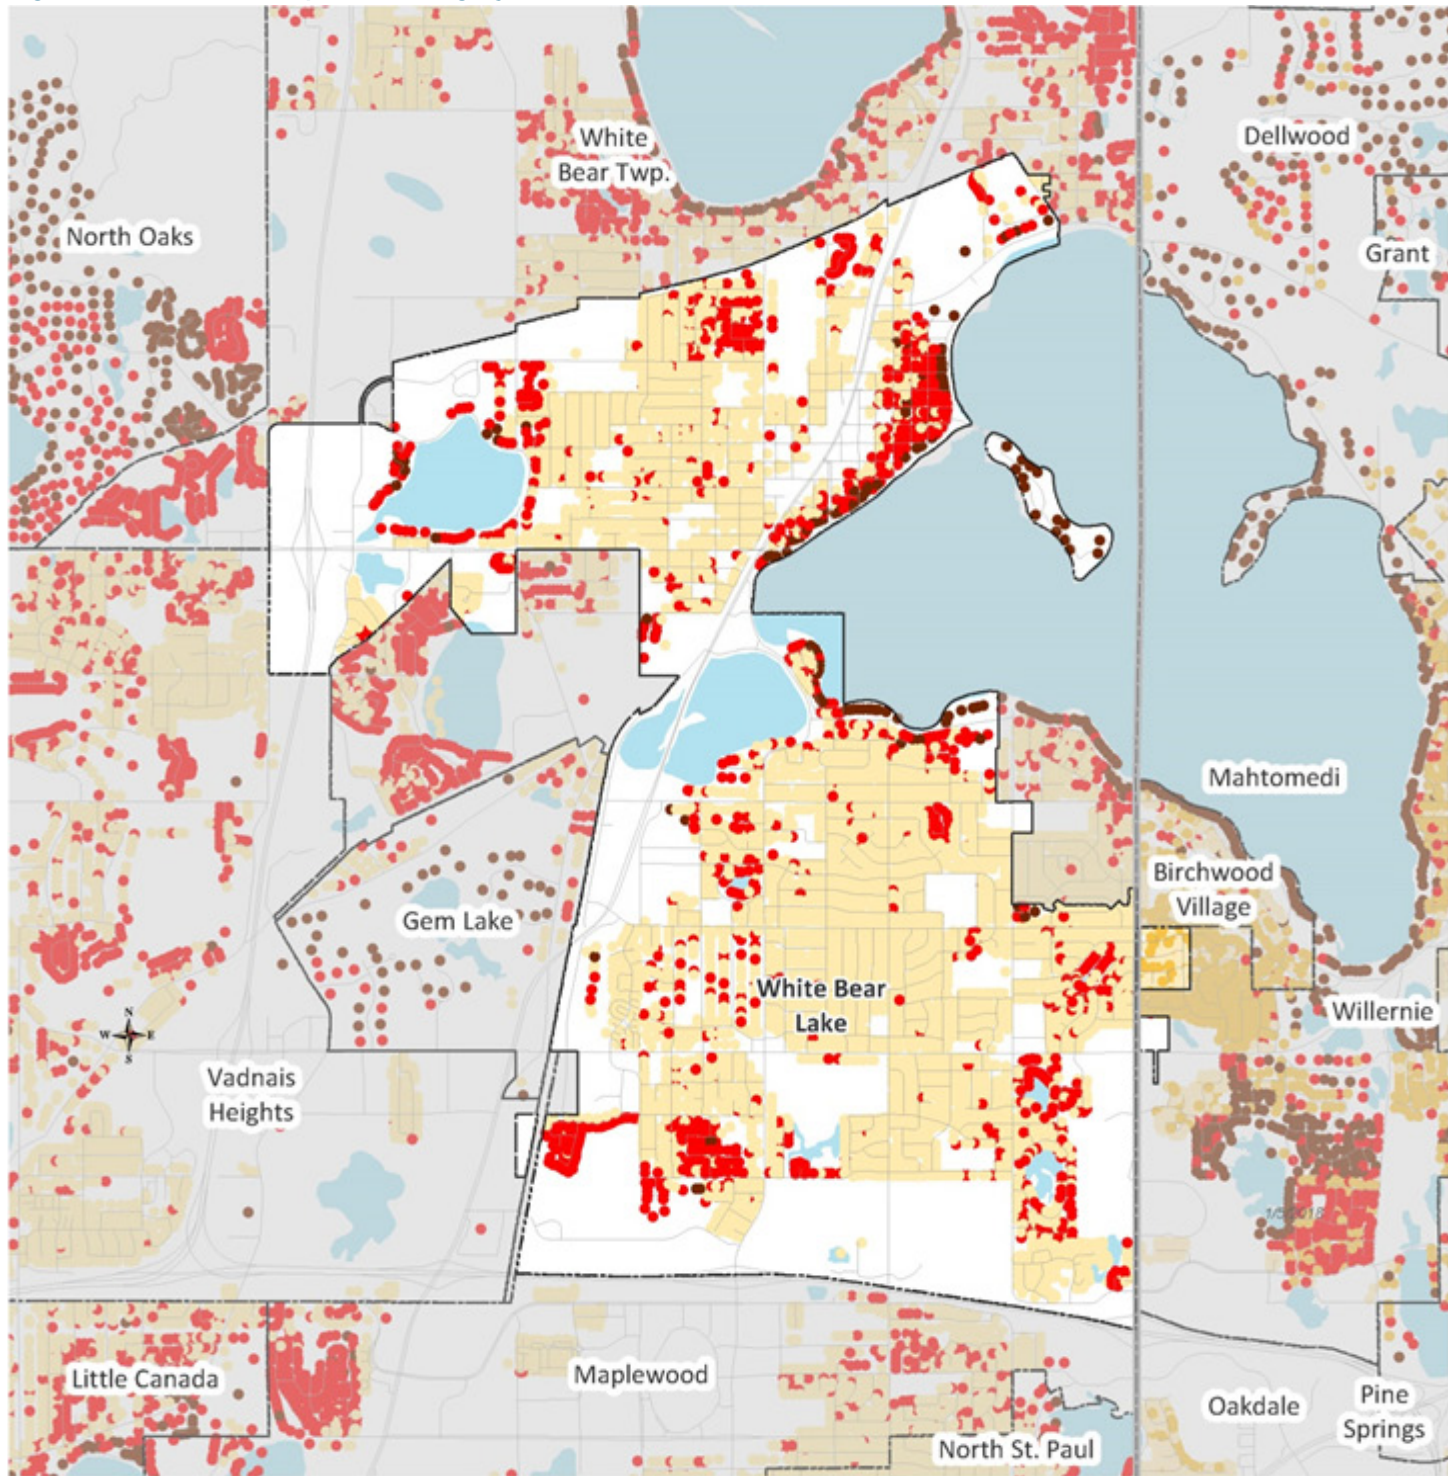 White
Bear Twp.
Dellwood
North Oaks
Grant
Mahtomedi
Birchwood
Village
Gem Lake
White Bear
Lake
Willernie
N
W E
S
Vadnais
Heights
Little Canada
Maplewood
Oakdale
Pine
Springs
North St. Paul